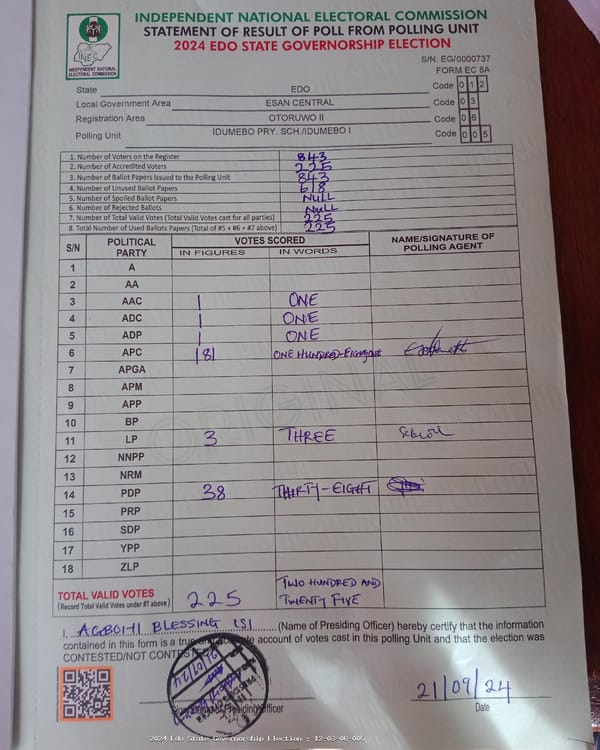 INDEPENDENT NATIONAL ELECTORAL COMMISSION
STATEMENT OF RESULT OF POLL FROM POLLING UNIT
2024 EDO STATE GOVERNORSHIP ELECTION
INEC
INDEPENDENT NATIONAL ELECTORAL COMMISSION
S/N: EG/0000737
FORM EC 8A
State EDO Code 0 1 2
Local Government Area ESAN CENTRAL Code 0 3
Registration Area OTORUWO II Code 0 6
Polling Unit IDUMEBO PRY. SCH./IDUMEBO I Code 0 0 5
1. Number of Voters on the Register 843
2. Number of Accredited Voters 225
3. Number of Ballot Papers Issued to the Polling Unit 843
4. Number of Unused Ballot Papers 618
5. Number of Spoiled Ballot Papers NULL
6. Number of Rejected Ballots NULL
7. Number of Total Valid Votes (Total Valid Votes cast for all parties) 225
8. Total Number of Used Ballots Papers (Total of #5 + #6 + #7 above) 225
S/N POLITICAL PARTY VOTES SCORED NAME/SIGNATURE OF POLLING AGENT
IN FIGURES IN WORDS
1 A
2 AA
3 AAC 1 ONE
4 ADC 1 ONE
5 ADP 1 ONE
6 APC 181 ONE HUNDRED-EIGHTY ONE
7 APGA
8 APM
9 APP
10 BP
11 LP 3 THREE
12 NNPP
13 NRM
14 PDP 38 THIRTY-EIGHT
15 PRP
16 SDP
17 YPP
18 ZLP
ORIGINAL
TOTAL VALID VOTES 225 TWO HUNDRED AND TWENTY FIVE
(Record Total Valid Votes under #7 above)
I, AGBOITI BLESSING ISI (Name of Presiding Officer) hereby certify that the information
contained in this form is a true account of votes cast in this polling Unit and that the election was
CONTESTED/NOT CONTESTED
21/09/24
Presiding Officer
21/09/24
Date
2024 Edo State Governorship Election : 12-03-06-005